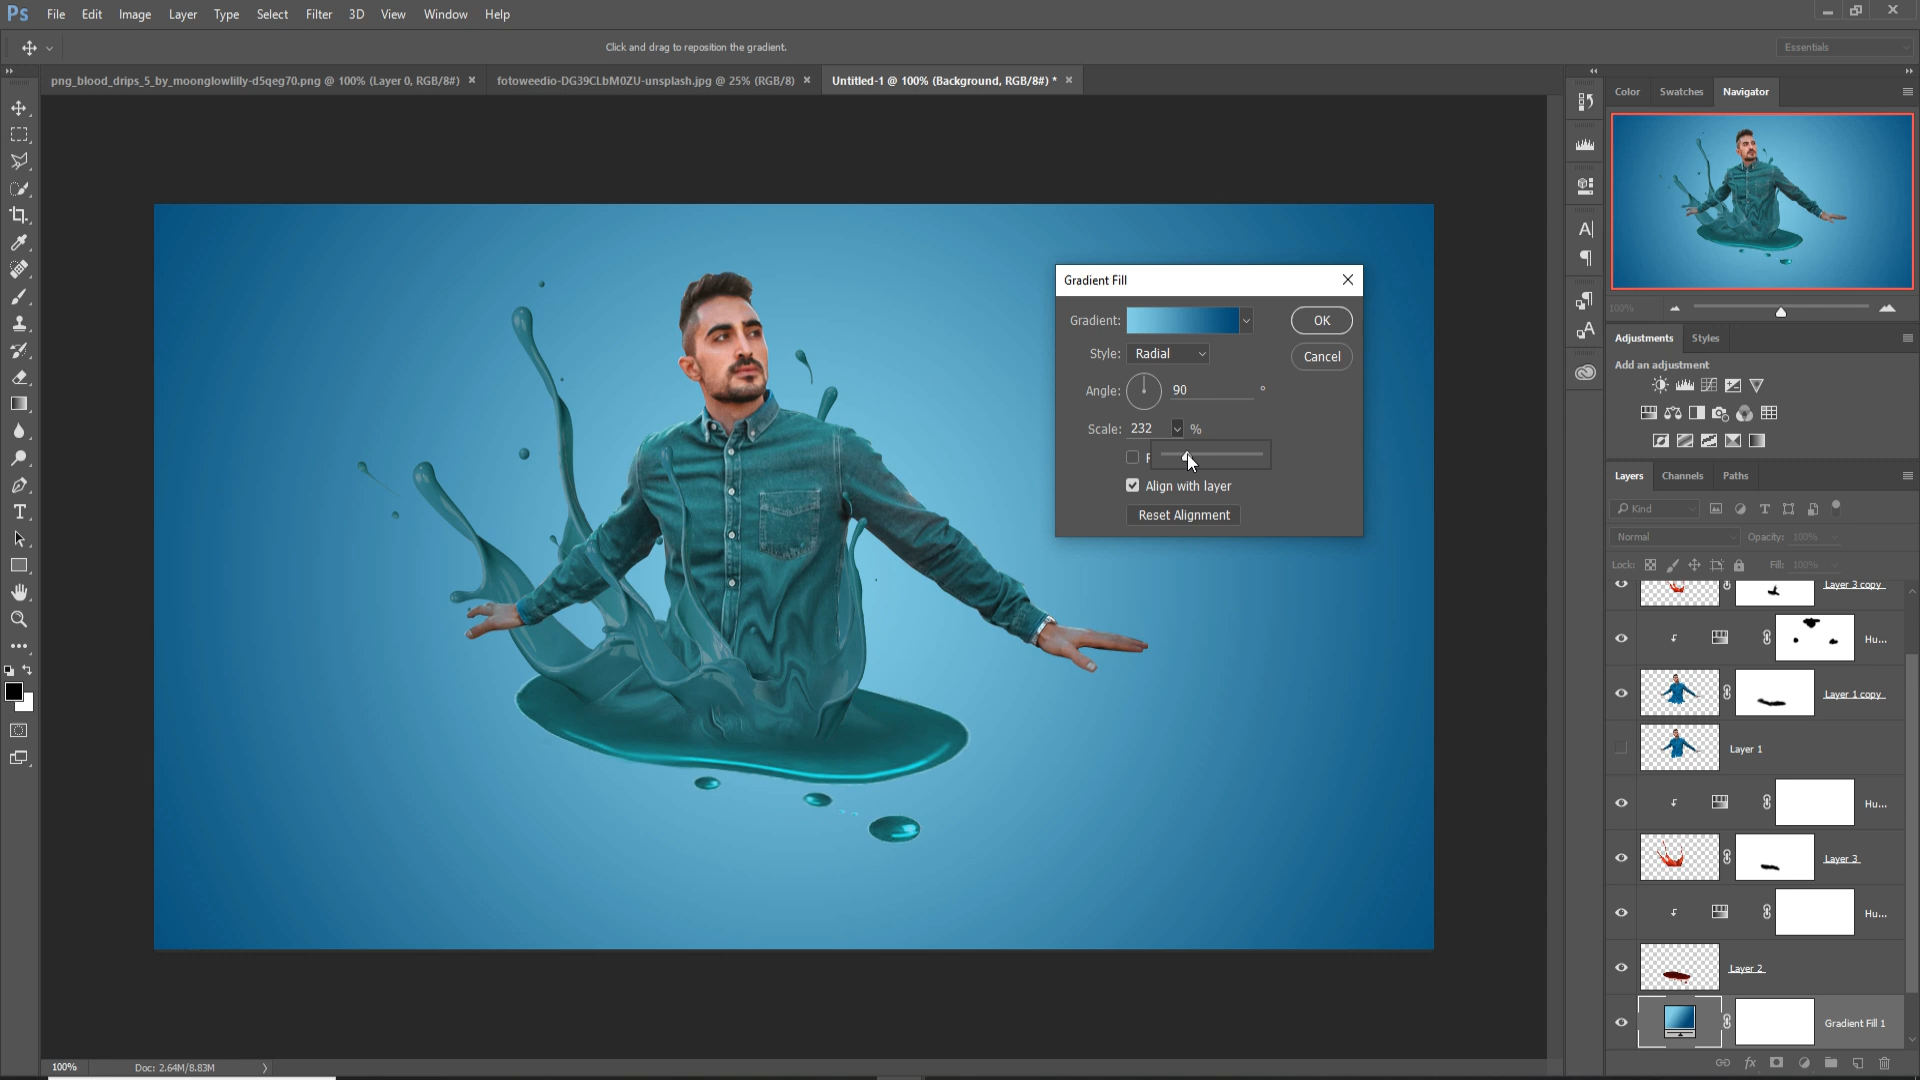 Ps File Edit Image Layer Type Select Filter 3D View Window Help
Click and drag to reposition the gradient.
Essentials
png_blood_drips_5_by_moonglowlilly-d5qeg70.png @ 100% (Layer 0, RGB/8#) ×
fotoweedio-DG39CLbM0ZU-unsplash.jpg @ 25% (RGB/8) ×
Untitled-1 @ 100% (Background, RGB/8#) * ×
Color Swatches Navigator
100%
Gradient Fill
Gradient:
OK
Style: Radial
Cancel
Angle: 90 °
Scale: 232 %
Align with layer
Reset Alignment
Adjustments Styles
Add an adjustment
Layers Channels Paths
Kind
Normal Opacity: 100%
Lock: Fill: 100%
Layer 3 copy
Hu...
Layer 1 copy
Layer 1
Hu...
Layer 3
Hu...
Layer 2
Gradient Fill 1
100% Doc: 2.64M/8.83M